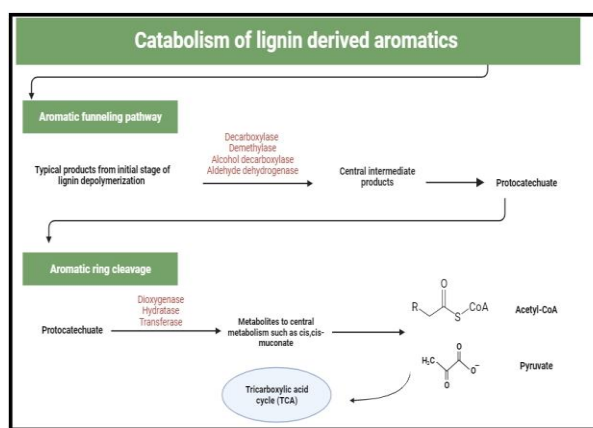 Catabolism of lignin derived aromatics
Aromatic funneling pathway
Decarboxylase
Demethylase
Alcohol decarboxylase
Aldehyde dehydrogenase
Typical products from initial stage of
lignin depolymerization
Central intermediate
products
Protocatechuate
Aromatic ring cleavage
Dioxygenase
Hydratase
Transferase
Protocatechuate
Metabolites to central
metabolism such as cis,cis-
muconate
O
R
S
CoA
Acetyl-CoA
O
H₃C
O⁻
O
Pyruvate
Tricarboxylic acid
cycle (TCA)